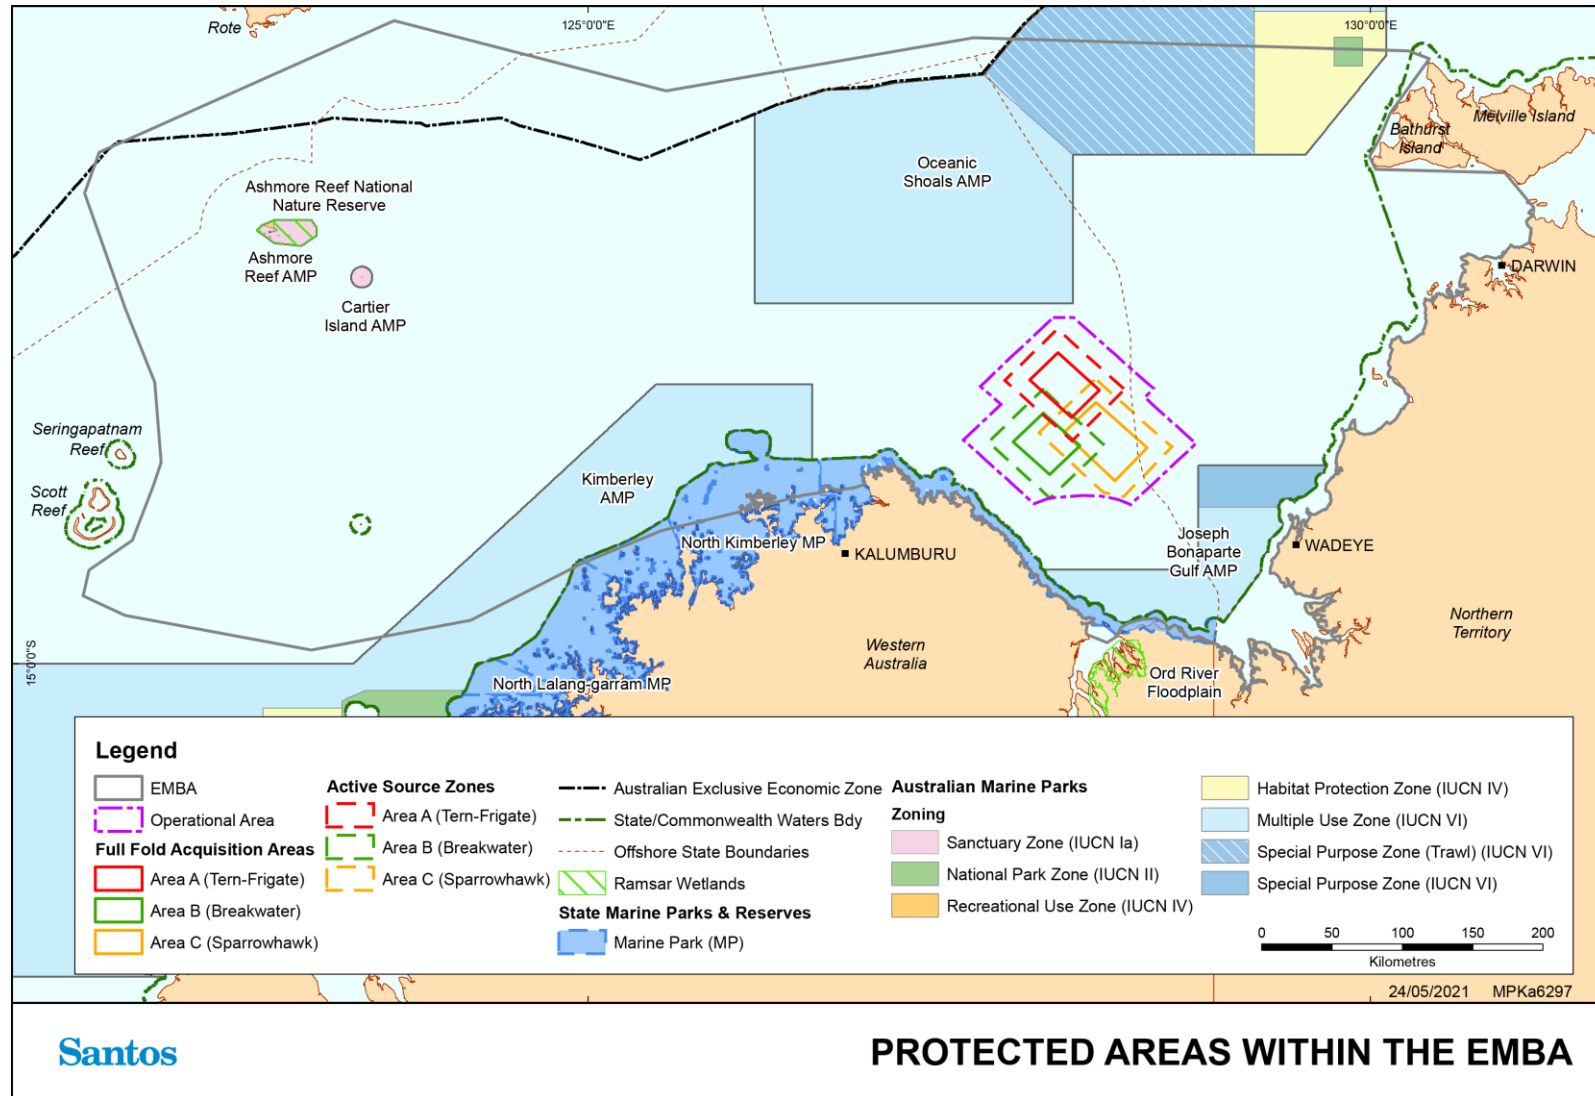 125°0'0"E
130°0'0"E
Rote
Melville Island
Bathurst
Island
Oceanic
Shoals AMP
Ashmore Reef National
Nature Reserve
Ashmore
Reef AMP
Cartier
Island AMP
DARWIN
Seringapatnam
Reef
Scott
Reef
Kimberley
AMP
North Kimberley MP
KALUMBURU
Joseph
Bonaparte
Gulf AMP
WADEYE
Northern
Territory
Western
Australia
15°0'0"S
North Lalang-garram MP
Ord River
Floodplain
Legend
EMBA
Operational Area
Full Fold Acquisition Areas
Area A (Tern-Frigate)
Area B (Breakwater)
Area C (Sparrowhawk)
Active Source Zones
Area A (Tern-Frigate)
Area B (Breakwater)
Area C (Sparrowhawk)
Australian Exclusive Economic Zone
State/Commonwealth Waters Bdy
Offshore State Boundaries
Ramsar Wetlands
State Marine Parks & Reserves
Marine Park (MP)
Australian Marine Parks
Zoning
Sanctuary Zone (IUCN Ia)
National Park Zone (IUCN II)
Recreational Use Zone (IUCN IV)
Habitat Protection Zone (IUCN IV)
Multiple Use Zone (IUCN VI)
Special Purpose Zone (Trawl) (IUCN VI)
Special Purpose Zone (IUCN VI)
0 50 100 150 200
Kilometres
24/05/2021 MPKa6297
Santos
PROTECTED AREAS WITHIN THE EMBA